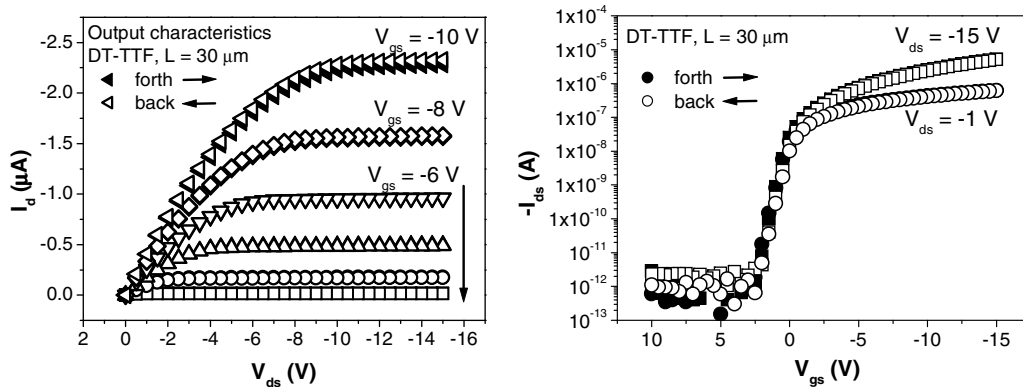 Output characteristics
DT-TTF, L = 30 μm
forth
back
V_gs = -10 V
V_gs = -8 V
V_gs = -6 V
-2.5
-2.0
-1.5
-1.0
-0.5
0.0
I_d (μA)
2 0 -2 -4 -6 -8 -10 -12 -14 -16
V_ds (V)
DT-TTF, L = 30 μm
forth
back
V_ds = -15 V
V_ds = -1 V
1x10^-4
1x10^-5
1x10^-6
1x10^-7
1x10^-8
1x10^-9
1x10^-10
10^-11
10^-12
10^-13
-I_ds (A)
10 5 0 -5 -10 -15
V_gs (V)